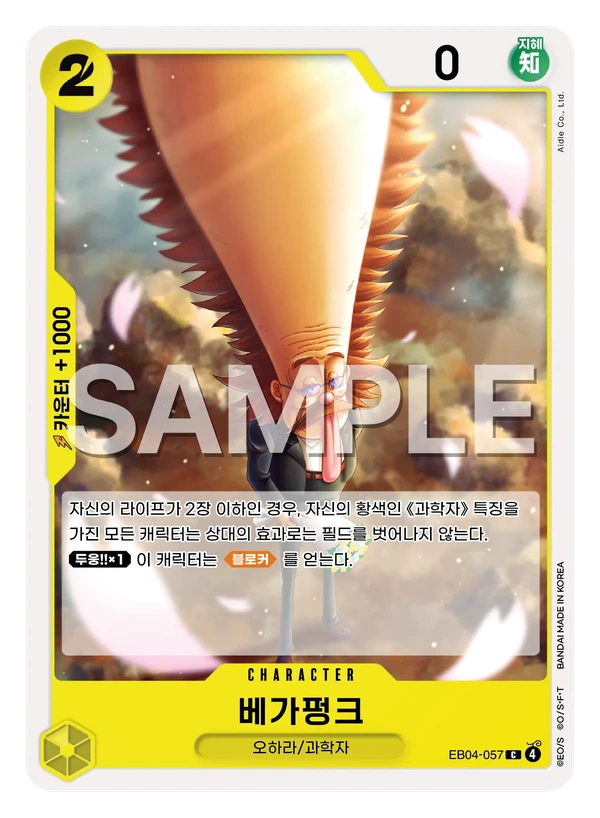 2
0
지혜
知
Aidle Co., Ltd.
카운터 +1000
SAMPLE
자신의 라이프가 2장 이하인 경우, 자신의 황색인 《과학자》 특징을
가진 모든 캐릭터는 상대의 효과로는 필드를 벗어나지 않는다.
두웅!!×1 이 캐릭터는 블로커 를 얻는다.
CHARACTER
베가펑크
오하라/과학자
EB04-057 C 4
©EO/S ©O/S·F·T BANDAI MADE IN KOREA